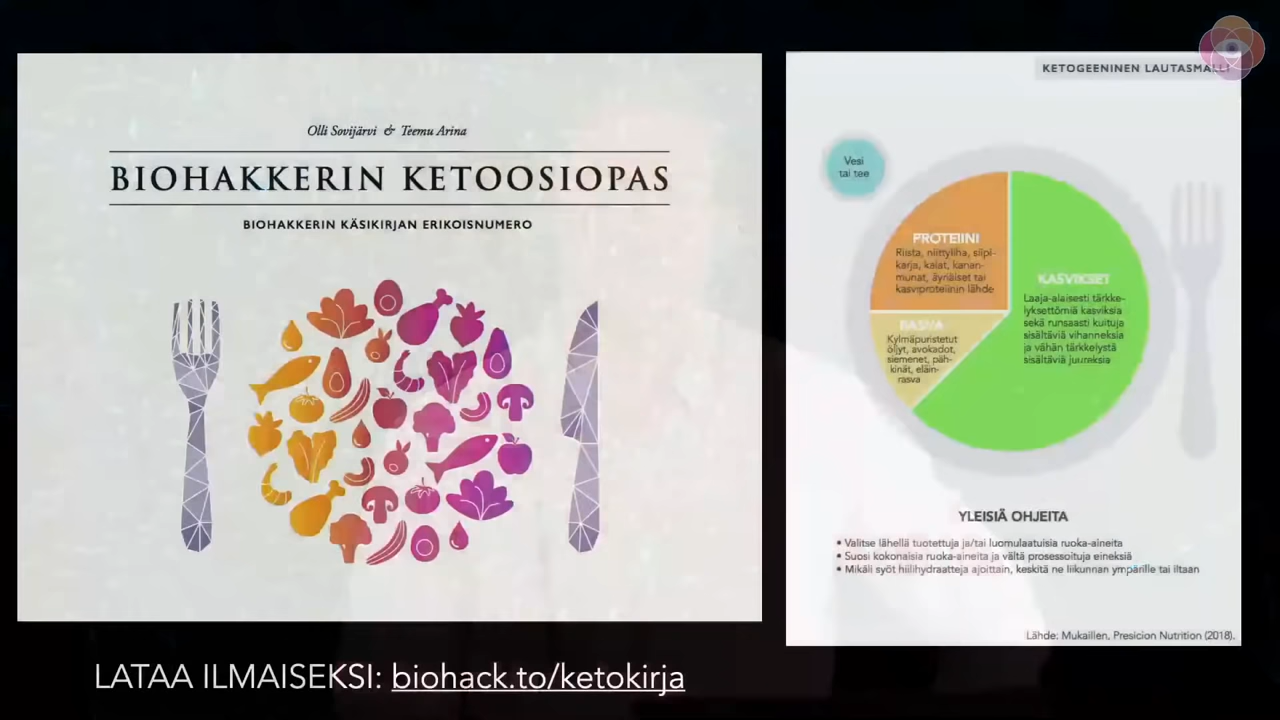 Olli Sovijärvi & Teemu Arina
BIOHAKKERIN KETOOSIOPAS
BIOHAKKERIN KÄSIKIRJAN ERIKOISNUMERO
LATAA ILMAISEKSI: biohack.to/ketokirja
KETOGEENINEN LAUTASMALLI
Vesi
tai tee
PROTEIINI
Riista, niittyliha, siipi-
karja, kalat, kanan-
munat, äynäiset tai
kasviproteiinin lähde
RASVA
Kylmäpuristetut
öljyt, avokadot,
siemenet, päh-
kinät, eläin-
rasva
KASVIKSET
Laaja-alaisesti tärkke-
lyksettömiä kasviksia
sekä runsaasti kuituja
sisältäviä vihanneksia
ja vähän tärkkelystä
sisältäviä juureksia
YLEISIÄ OHJEITA
• Valitse lähellä tuotettuja ja/tai luomulaatuisia ruoka-aineita
• Suosi kokonaisia ruoka-aineita ja vältä prosessoituja eineksiä
• Mikäli syöt hiilihydraatteja ajoittain, keskitä ne liikunnan ympärille tai iltaan
Lähde: Mukaillen, Presicion Nutrition (2018).